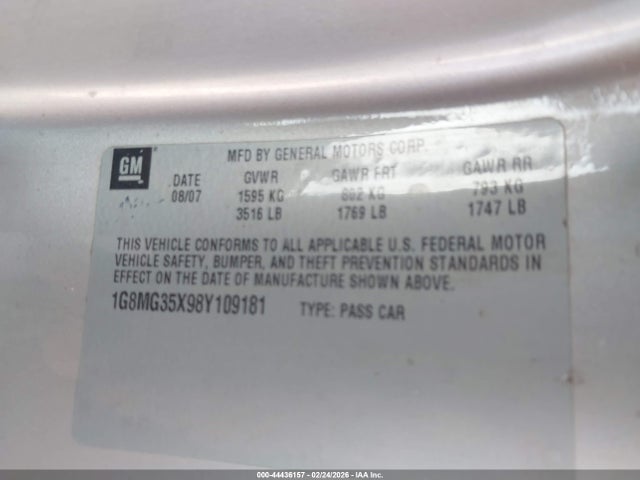 GM
MFD BY GENERAL MOTORS CORP.
DATE GVWR GAWR FRT GAWR RR
08/07 1595 KG 802 KG 793 KG
3516 LB 1769 LB 1747 LB
THIS VEHICLE CONFORMS TO ALL APPLICABLE U.S. FEDERAL MOTOR
VEHICLE SAFETY, BUMPER, AND THEFT PREVENTION STANDARDS IN
EFFECT ON THE DATE OF MANUFACTURE SHOWN ABOVE.
1G8MG35X98Y109181 TYPE: PASS CAR
000-44436157 - 02/24/2026 - IAA Inc.